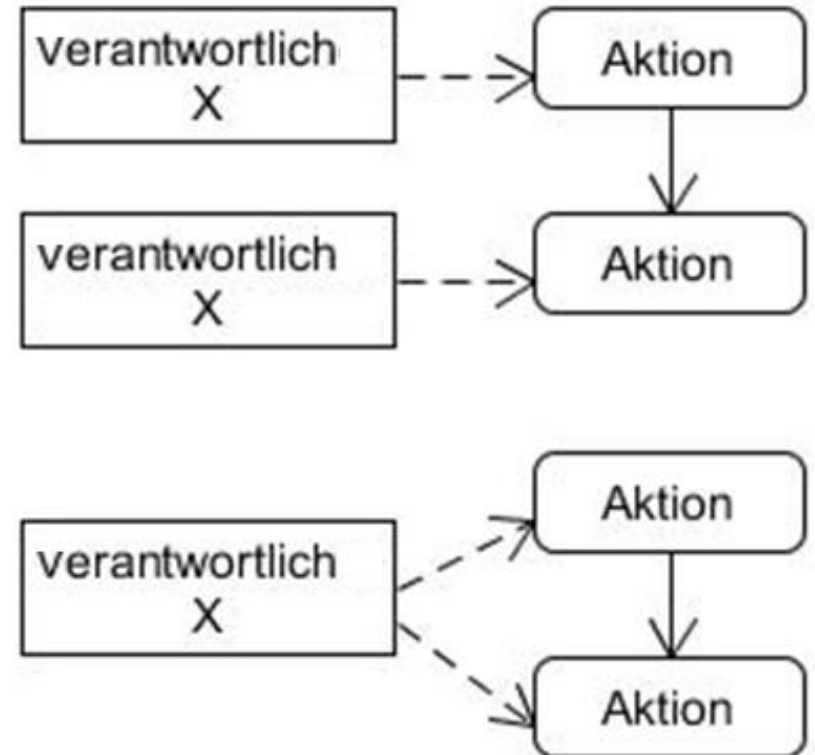 verantwortlich
X
Aktion
Aktion
verantwortlich
X
Aktion
verantwortlich
X
Aktion